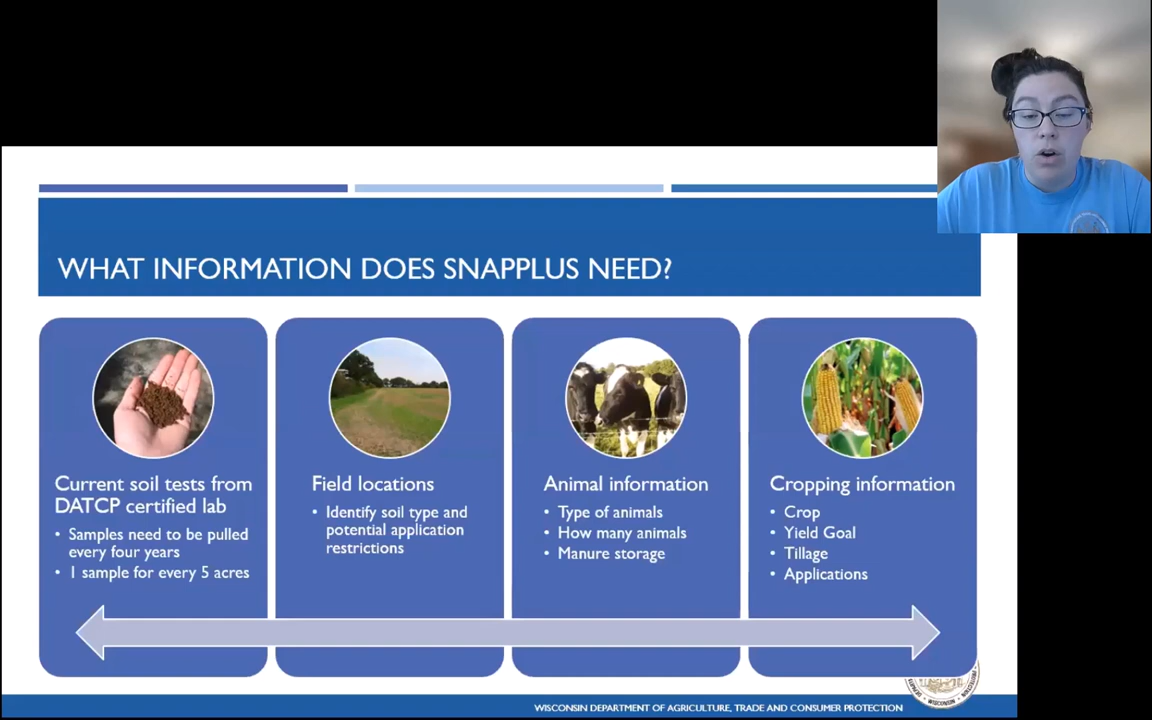 WHAT INFORMATION DOES SNAPPLUS NEED?
Current soil tests from
DATCP certified lab
• Samples need to be pulled
every four years
• 1 sample for every 5 acres
Field locations
• Identify soil type and
potential application
restrictions
Animal information
• Type of animals
• How many animals
• Manure storage
Cropping information
• Crop
• Yield Goal
• Tillage
• Applications
WISCONSIN
WISCONSIN DEPARTMENT OF AGRICULTURE, TRADE AND CONSUMER PROTECTION